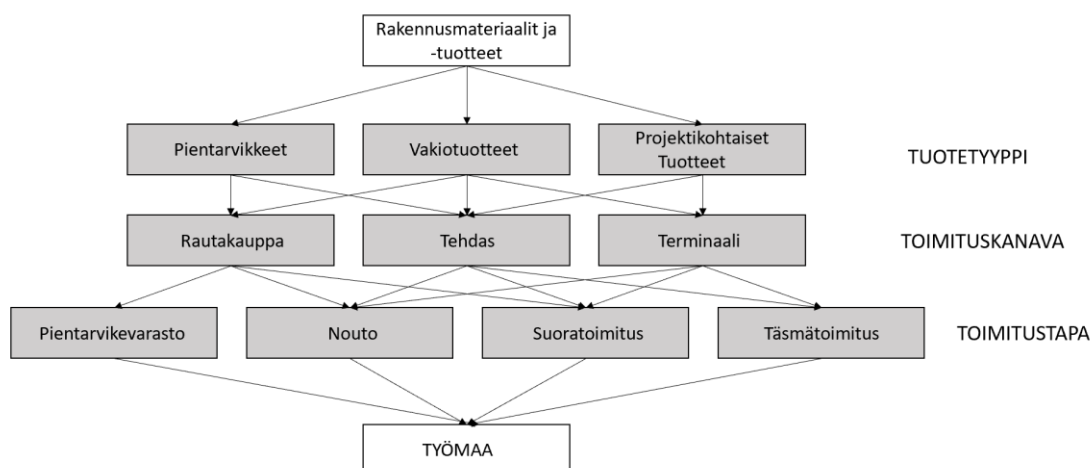 Rakennusmateriaalit ja
-tuotteet
Pientarvikkeet
Vakiotuotteet
Projektikohtaiset
Tuotteet
TUOTETYYPPI
Rautakauppa
Tehdas
Terminaali
TOIMITUSKANAVA
Pientarvikevarasto
Nouto
Suoratoimitus
Täsmätoimitus
TOIMITUSTAPA
TYÖMAA